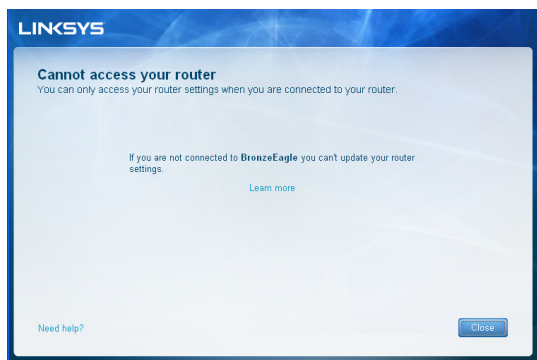 LINKSYS
Cannot access your router
You can only access your router settings when you are connected to your router.
If you are not connected to BronzeEagle you can't update your router
settings.
Learn more
Need help?
Close